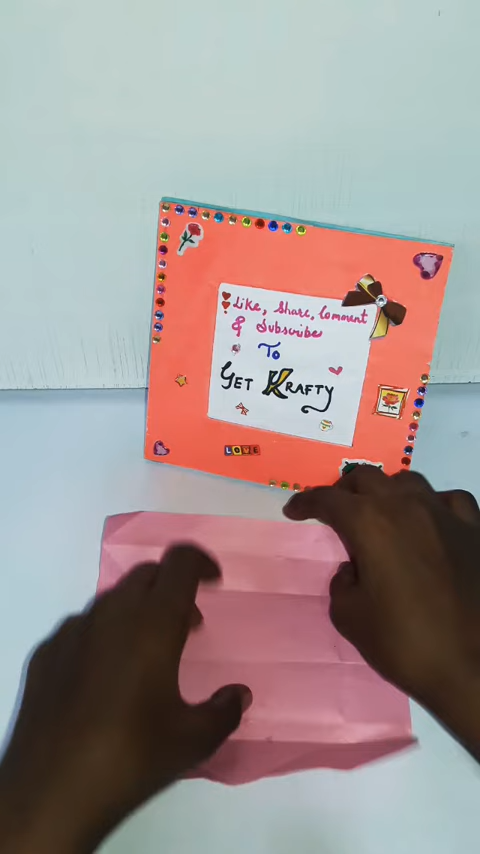 Like, Share, Comment
& Subscribe
To
GET KRAFTY
LOVE